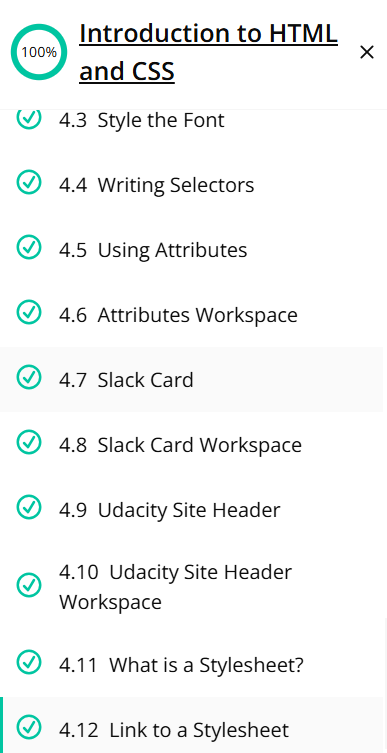 100%
Introduction to HTML
and CSS
4.3 Style the Font
4.4 Writing Selectors
4.5 Using Attributes
4.6 Attributes Workspace
4.7 Slack Card
4.8 Slack Card Workspace
4.9 Udacity Site Header
4.10 Udacity Site Header
Workspace
4.11 What is a Stylesheet?
4.12 Link to a Stylesheet